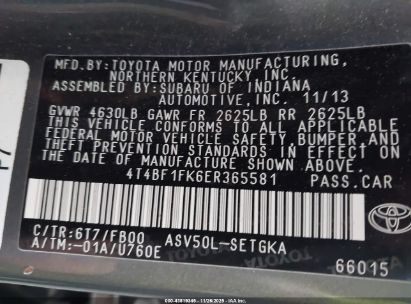 MFD.BY:TOYOTA MOTOR MANUFACTURING,
NORTHERN KENTUCKY INC
ASSEMBLED BY:SUBARU OF INDIANA
AUTOMOTIVE, INC. 11/13
GVWR 4630LB GAWR FR 2625LB RR 2625LB
THIS VEHICLE CONFORMS TO ALL APPLICABLE
FEDERAL MOTOR VEHICLE SAFETY, BUMPER, AND
THEFT PREVENTION STANDARDS IN EFFECT ON
THE DATE OF MANUFACTURE SHOWN ABOVE.
4T4BF1FK6ER365581 PASS.CAR
C/TR:6T7/FB00 ASV50L-SETGKA
A/TM:-01A/U760E
TOYOTA
66015